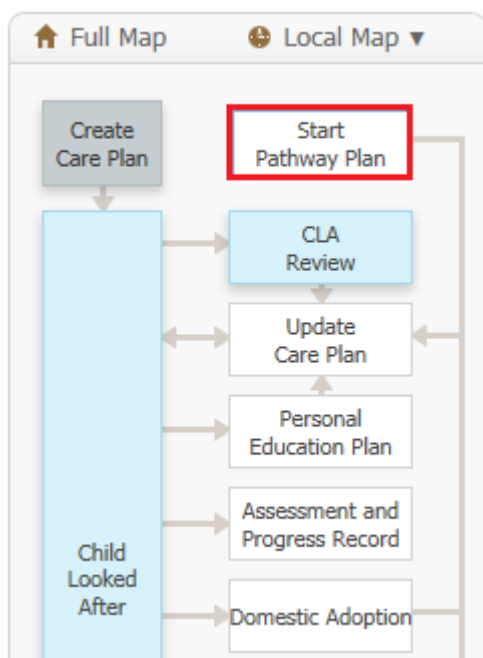 Full Map
Local Map ▼
Create
Care Plan
Start
Pathway Plan
CLA
Review
Update
Care Plan
Personal
Education Plan
Assessment and
Progress Record
Child
Looked
After
Domestic Adoption